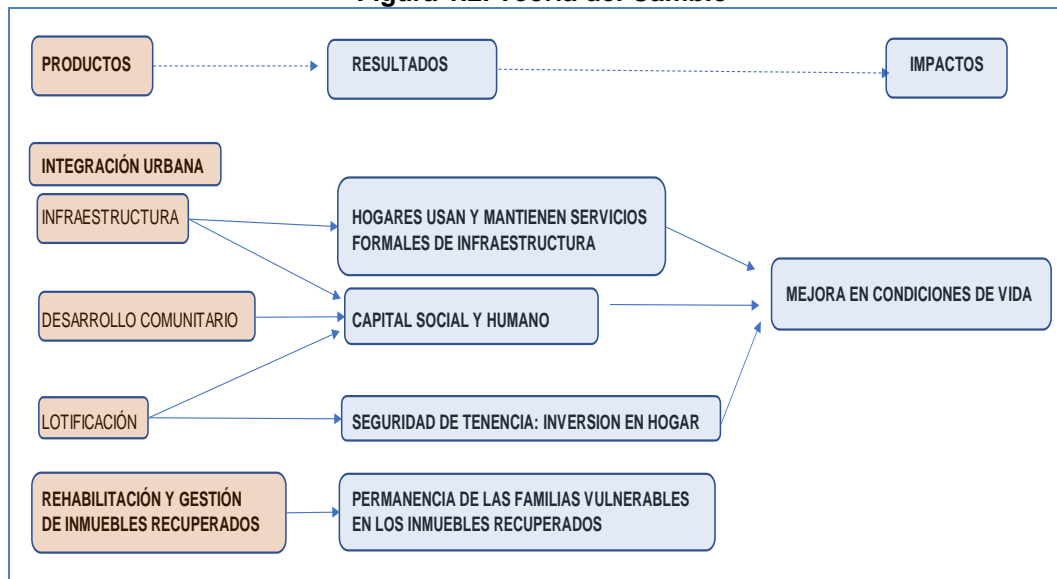 PRODUCTOS
RESULTADOS
IMPACTOS
INTEGRACIÓN URBANA
INFRAESTRUCTURA
HOGARES USAN Y MANTIENEN SERVICIOS
FORMALES DE INFRAESTRUCTURA
MEJORA EN CONDICIONES DE VIDA
DESARROLLO COMUNITARIO
CAPITAL SOCIAL Y HUMANO
LOTIFICACIÓN
SEGURIDAD DE TENENCIA: INVERSION EN HOGAR
REHABILITACIÓN Y GESTIÓN
DE INMUEBLES RECUPERADOS
PERMANENCIA DE LAS FAMILIAS VULNERABLES
EN LOS INMUEBLES RECUPERADOS